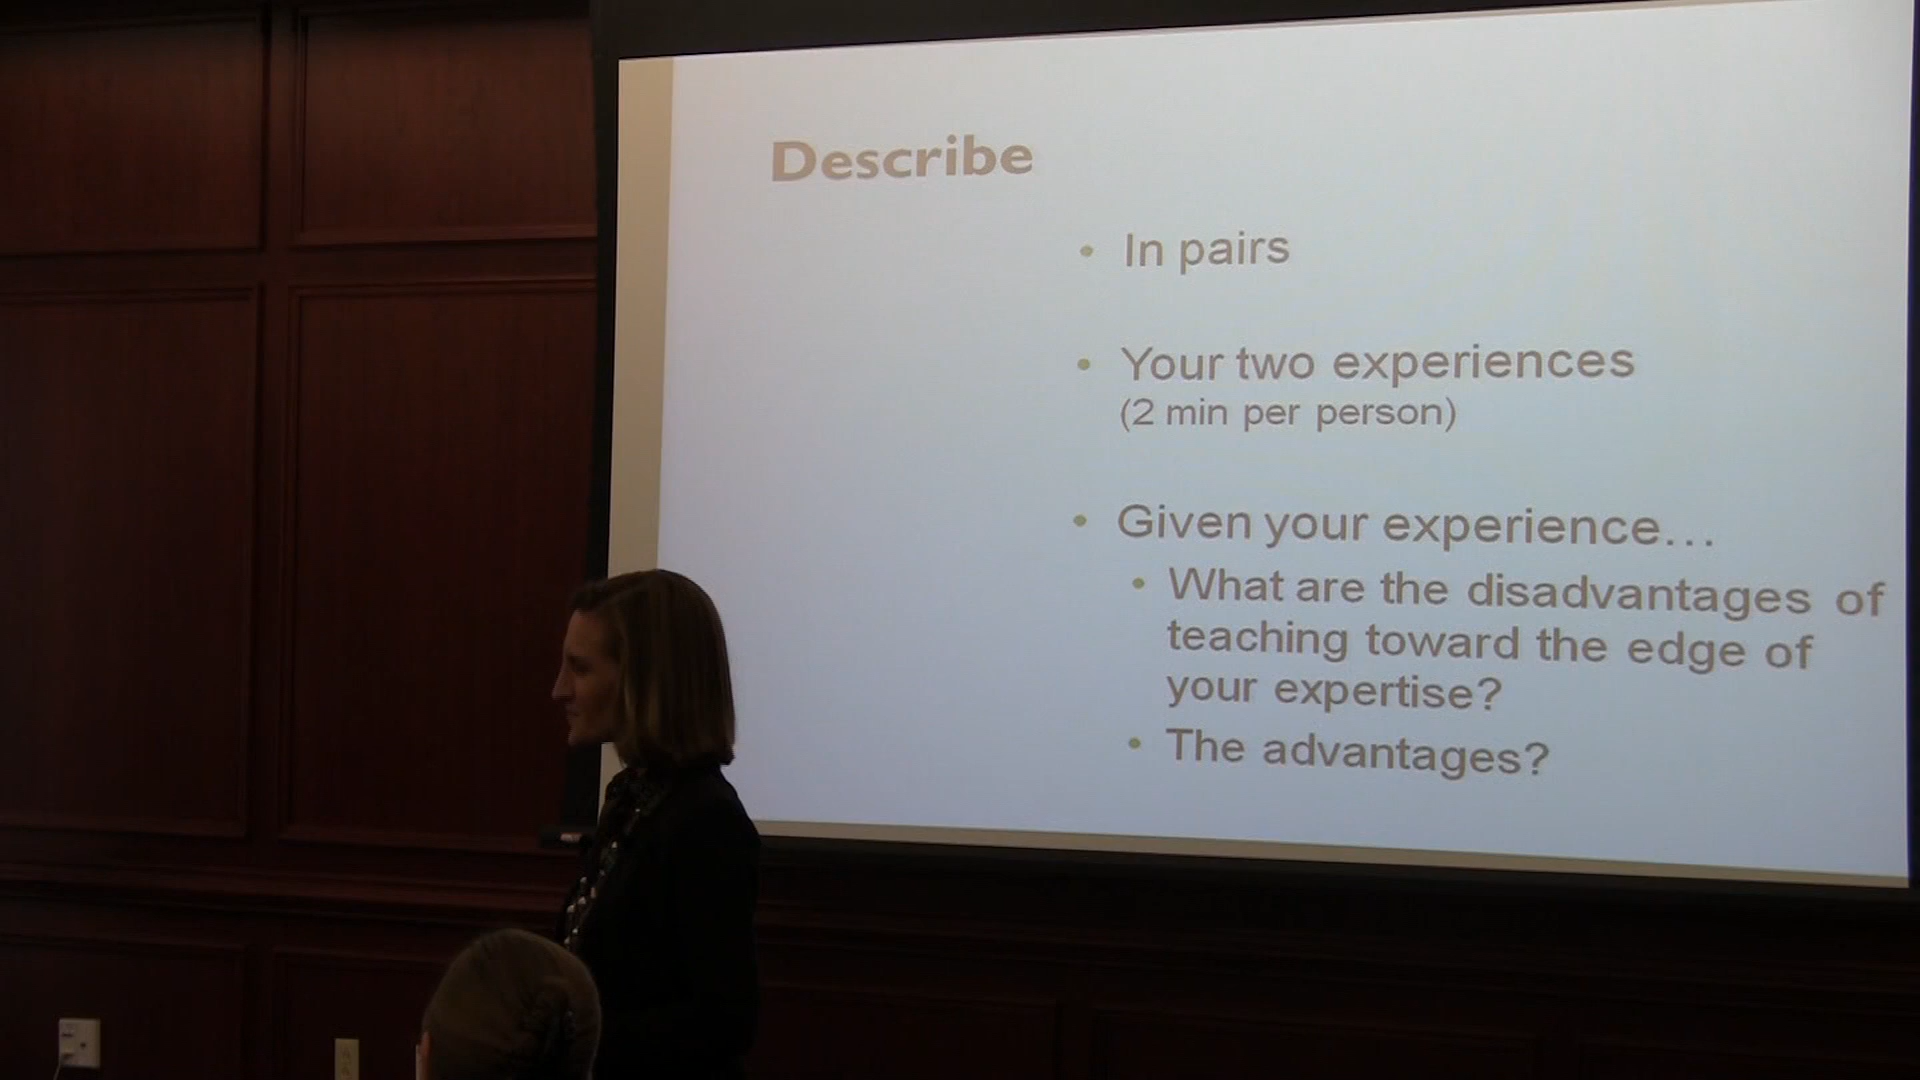 Describe
• In pairs
• Your two experiences
(2 min per person)
• Given your experience…
• What are the disadvantages of
teaching toward the edge of
your expertise?
• The advantages?